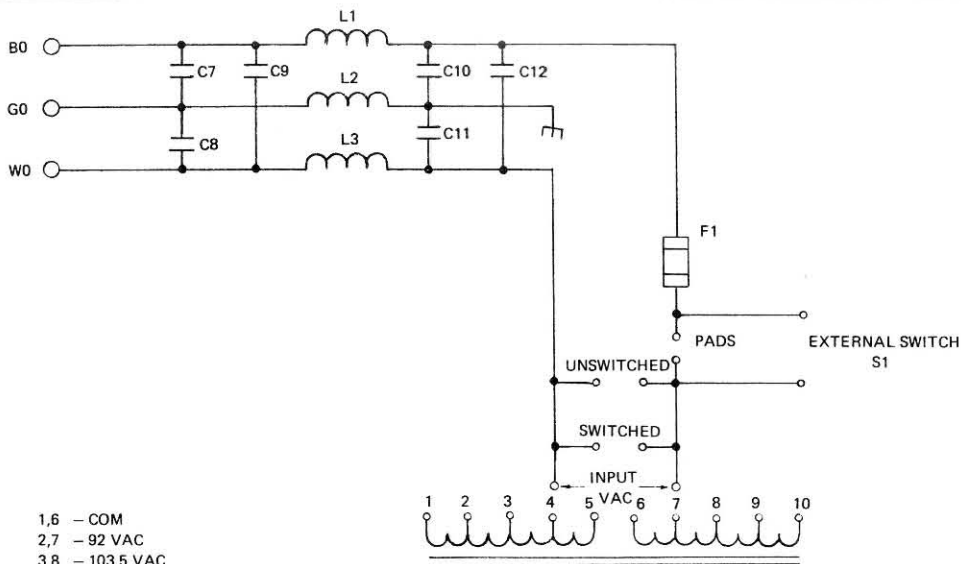 L1
B0
C7
C9
C10
C12
L2
G0
C8
C11
L3
W0
F1
PADS
EXTERNAL SWITCH
S1
UNSWITCHED
SWITCHED
INPUT
VAC
1 2 3 4 5 6 7 8 9 10
1,6 – COM
2,7 – 92 VAC
3,8 – 103.5 VAC